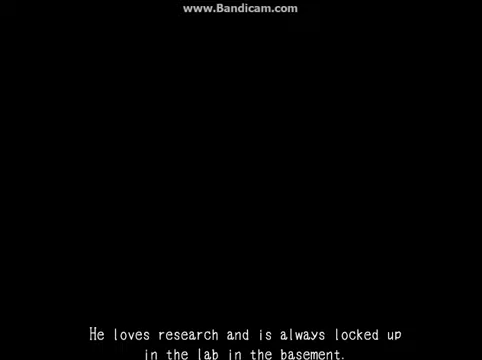 www.Bandicam.com
He loves research and is always locked up
in the lab in the basement.